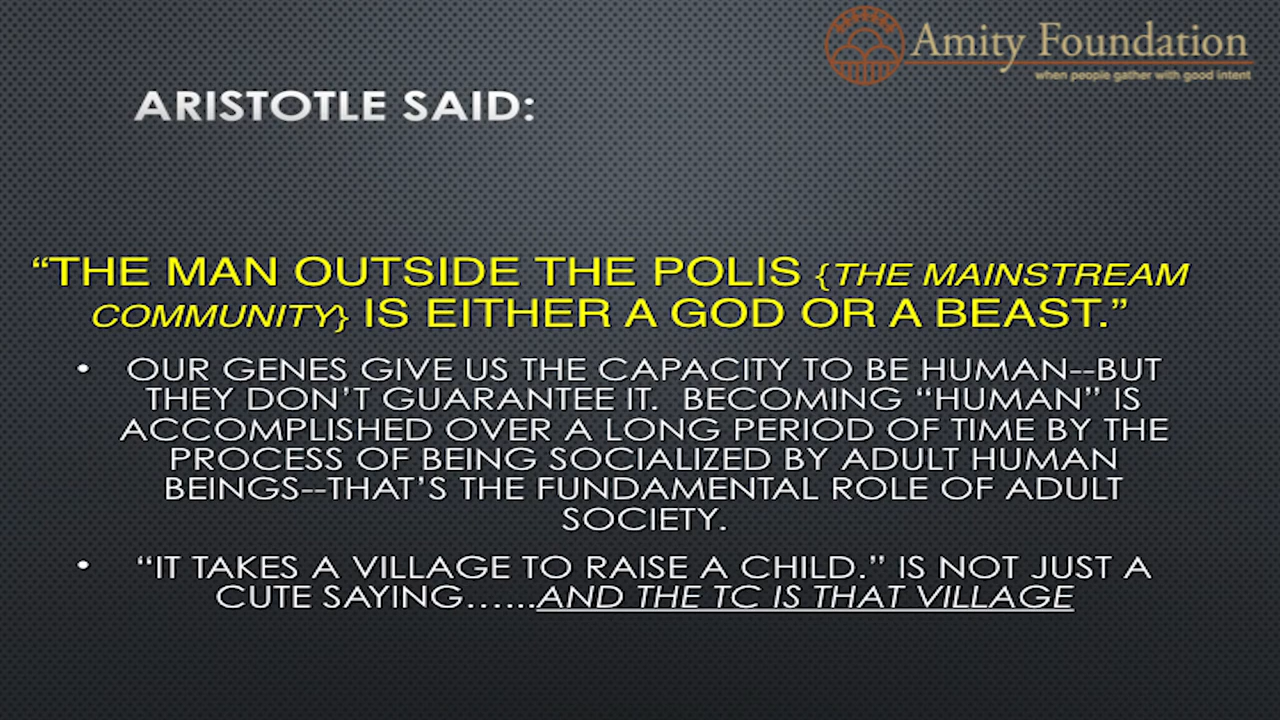 Amity Foundation
when people gather with good intent
ARISTOTLE SAID:
“THE MAN OUTSIDE THE POLIS {THE MAINSTREAM
COMMUNITY} IS EITHER A GOD OR A BEAST.”
• OUR GENES GIVE US THE CAPACITY TO BE HUMAN--BUT
THEY DON’T GUARANTEE IT. BECOMING “HUMAN” IS
ACCOMPLISHED OVER A LONG PERIOD OF TIME BY THE
PROCESS OF BEING SOCIALIZED BY ADULT HUMAN
BEINGS--THAT’S THE FUNDAMENTAL ROLE OF ADULT
SOCIETY.
• “IT TAKES A VILLAGE TO RAISE A CHILD.” IS NOT JUST A
CUTE SAYING…...AND THE TC IS THAT VILLAGE